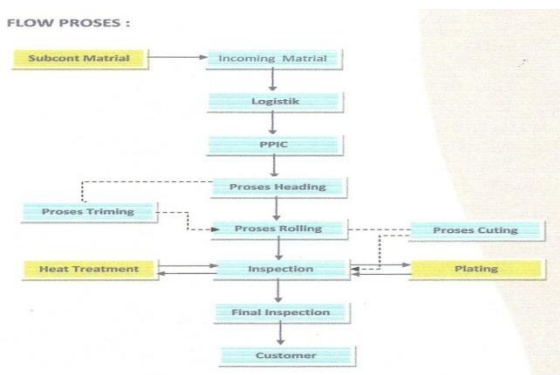 FLOW PROSES :
Subcont Matrial
Incoming Matrial
Logistik
PPIC
Proses Heading
Proses Triming
Proses Rolling
Proses Cuting
Heat Treatment
Inspection
Plating
Final Inspection
Customer